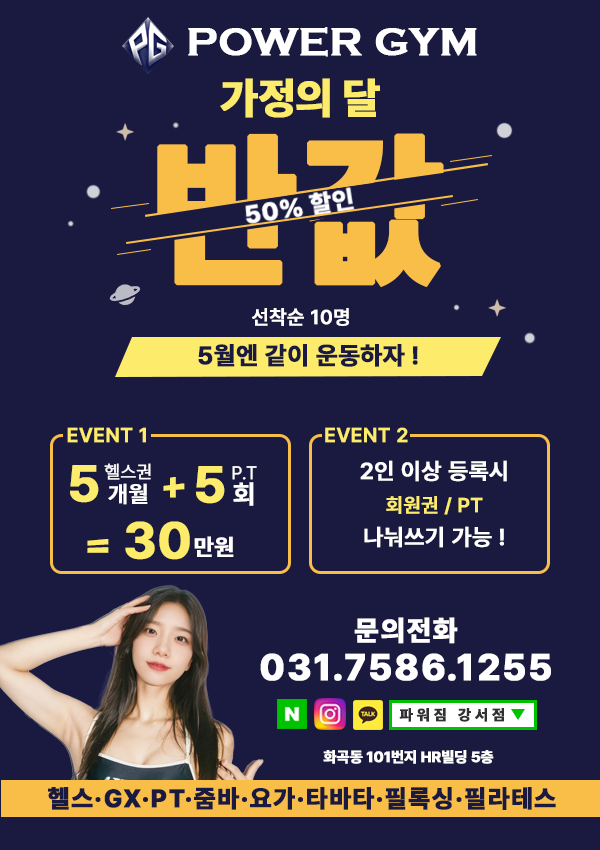 PG POWER GYM
가정의 달
반값
50% 할인
선착순 10명
5월엔 같이 운동하자 !
EVENT 1
5 헬스권 개월 + 5 P.T 회
= 30만원
EVENT 2
2인 이상 등록시
회원권 / PT
나눠쓰기 가능 !
문의전화
031.7586.1255
N TALK 파워짐 강서점 ▼
화곡동 101번지 HR빌딩 5층
헬스·GX·PT·줌바·요가·타바타·필록싱·필라테스